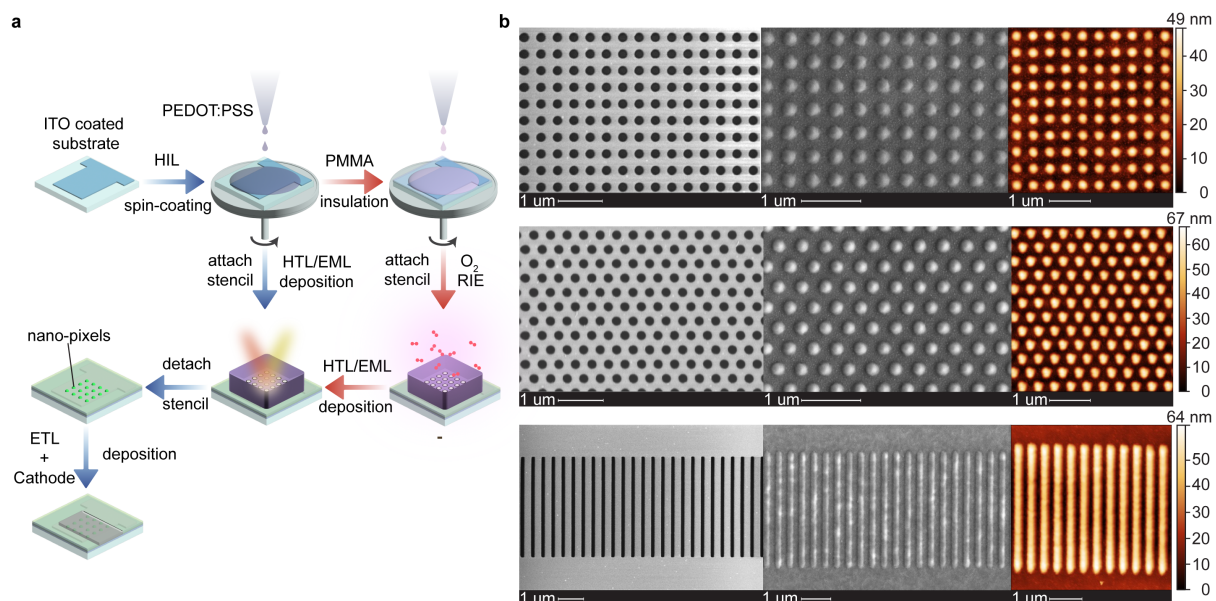 a
PEDOT:PSS
ITO coated
substrate
HIL
spin-coating
PMMA
insulation
attach
stencil
HTL/EML
deposition
attach
stencil
O2
RIE
nano-pixels
detach
stencil
HTL/EML
deposition
-
ETL
+
Cathode
deposition
b
1 um
1 um
1 um
49 nm
40
30
20
10
0
1 um
1 um
1 um
67 nm
60
50
40
30
20
10
0
1 um
1 um
1 um
64 nm
50
40
30
20
10
0